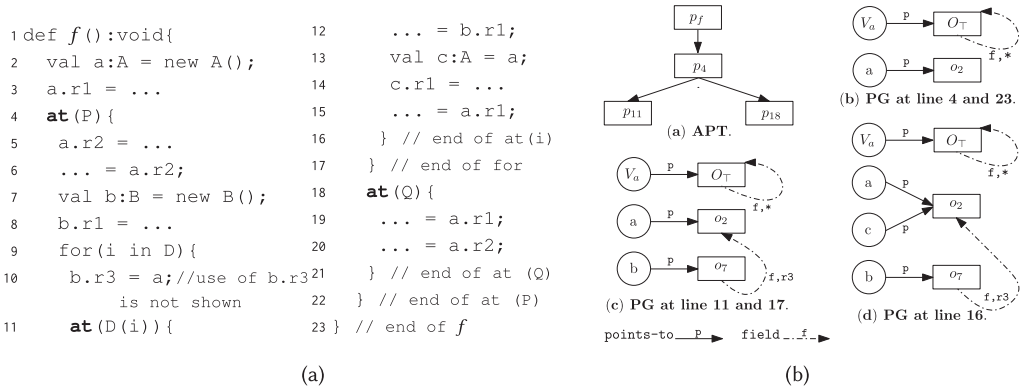 1 def f():void{
2 val a:A = new A();
3 a.r1 = ...
4 at(P){
5 a.r2 = ...
6 ... = a.r2;
7 val b:B = new B();
8 b.r1 = ...
9 for(i in D){
10 b.r3 = a;//use of b.r3
is not shown
11 at(D(i)){
12 ... = b.r1;
13 val c:A = a;
14 c.r1 = ...
15 ... = a.r1;
16 } // end of at(i)
17 } // end of for
18 at(Q){
19 ... = a.r1;
20 ... = a.r2;
21 } // end of at (Q)
22 } // end of at (P)
23 } // end of f
(a)
p_f
p_4
p_11
p_18
(a) APT.
V_a
p
O_⊤
f,*
a
p
o_2
(b) PG at line 4 and 23.
V_a
p
O_⊤
f,*
a
p
o_2
b
p
o_7
f,r3
(c) PG at line 11 and 17.
V_a
p
O_⊤
f,*
a
p
o_2
c
p
b
p
o_7
f,r3
(d) PG at line 16.
points-to p
field f
(b)